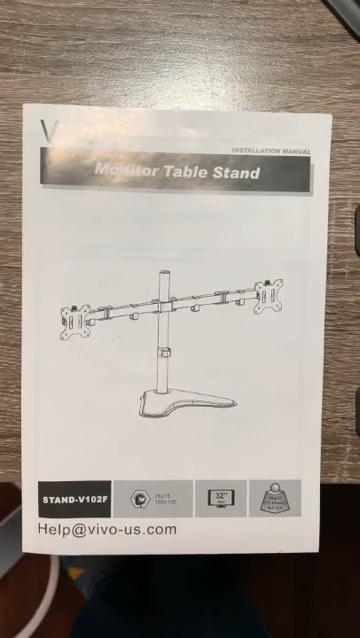 V
INSTALLATION MANUAL
Monitor Table Stand
STAND-V102F
75x75
100x100
32"
Help@vivo-us.com